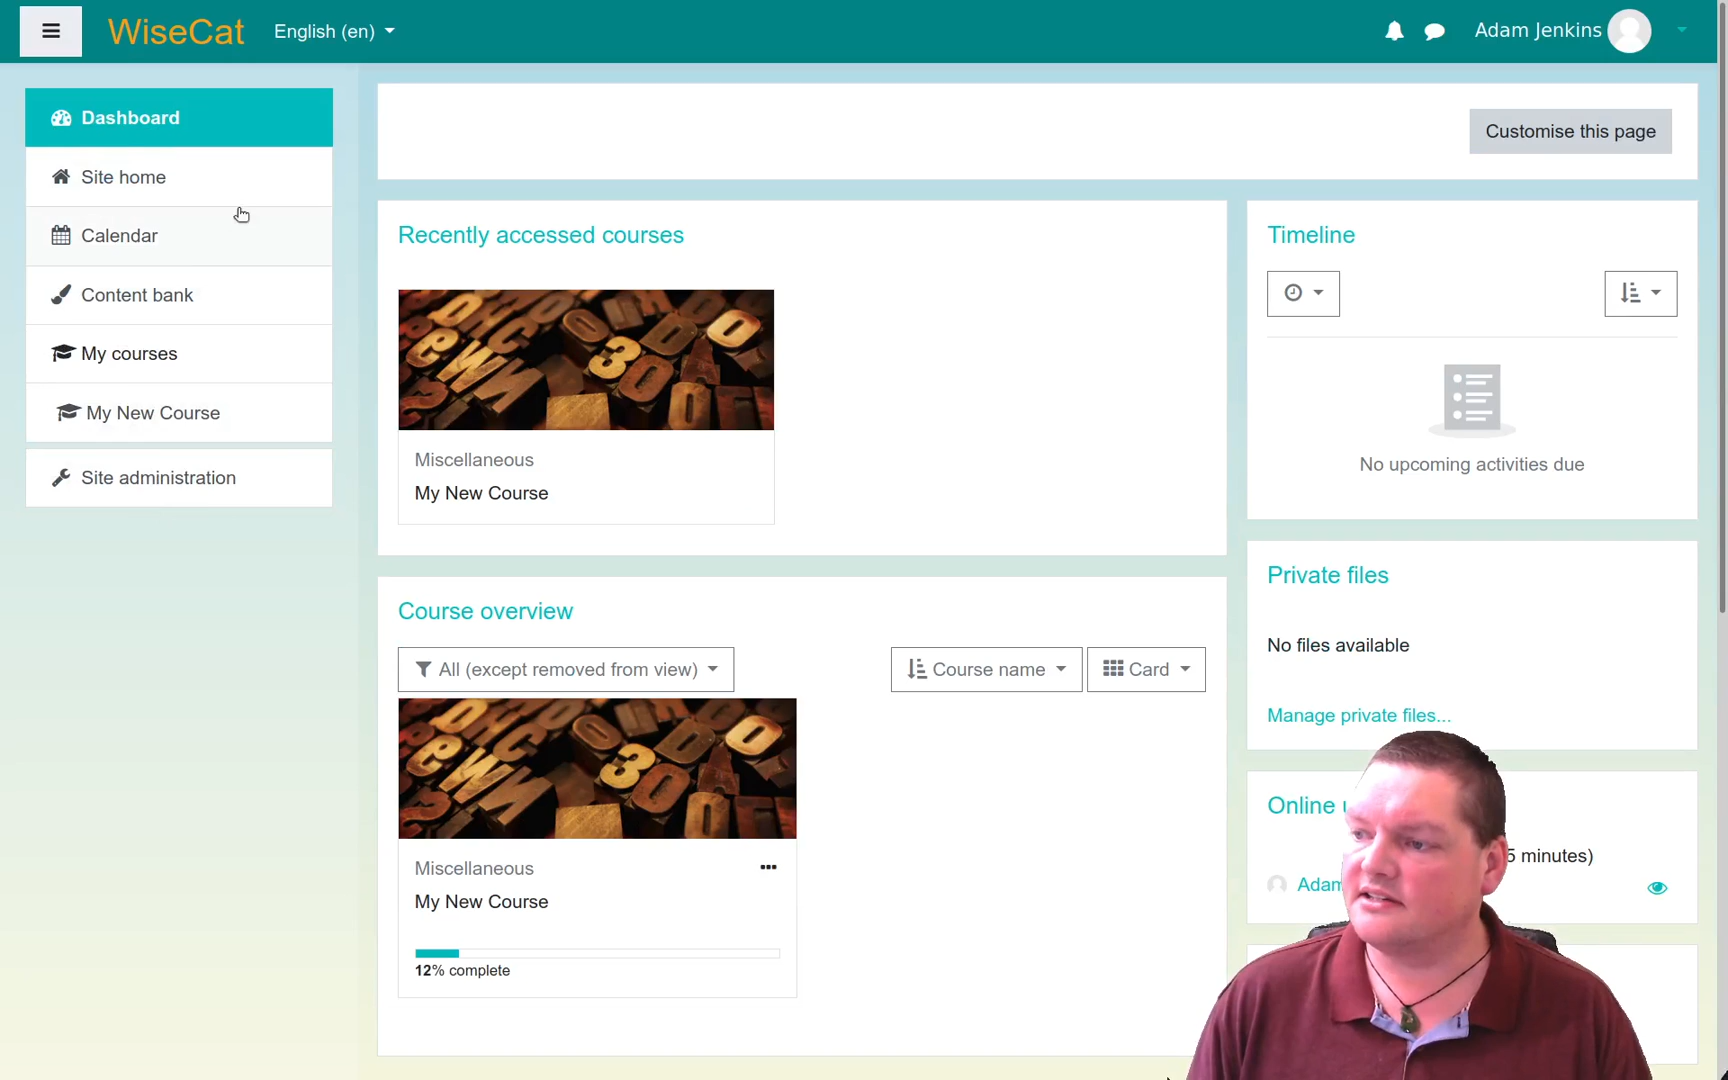 WiseCat
English (en)
Adam Jenkins
Dashboard
Site home
Calendar
Content bank
My courses
My New Course
Site administration
Customise this page
Recently accessed courses
Miscellaneous
My New Course
Course overview
All (except removed from view)
Course name
Card
Miscellaneous
My New Course
12% complete
Timeline
No upcoming activities due
Private files
No files available
Manage private files...
Online
5 minutes)
Adam